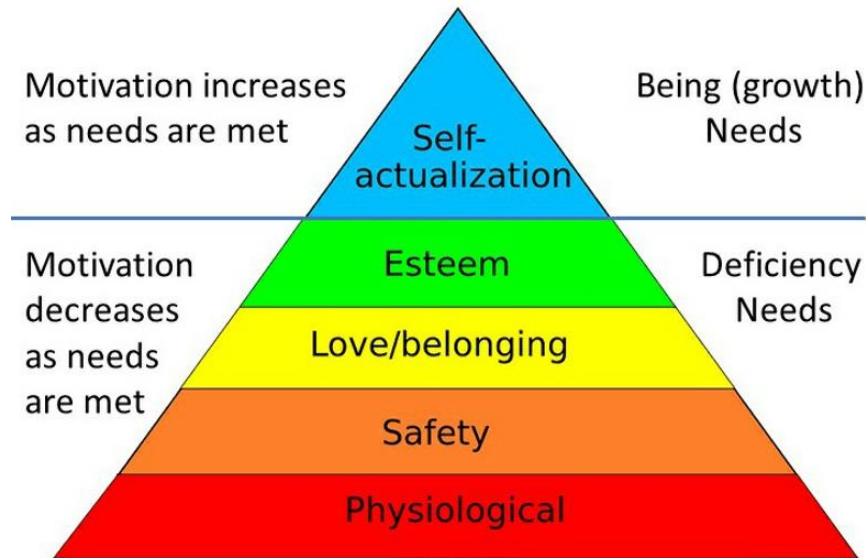 Motivation increases
as needs are met
Being (growth)
Needs
Self-
actualization
Motivation
decreases
as needs
are met
Deficiency
Needs
Esteem
Love/belonging
Safety
Physiological